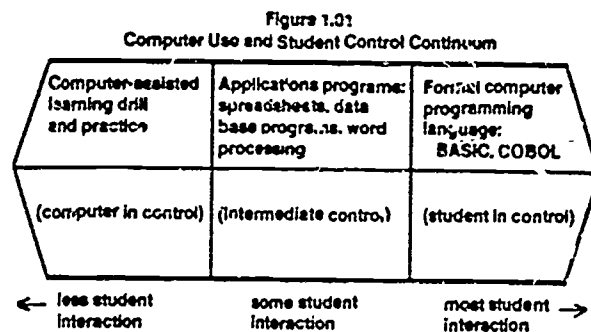 Figure 1.01
Computer Use and Student Control Continuum
Computer-assisted
learning drill
and practice
Applications programs:
spreadsheets, data
base programs, word
processing
Formal computer
programming
language:
BASIC, COBOL
(computer in control)
(intermediate control)
(student in control)
← less student
interaction
some student
interaction
most student →
interaction